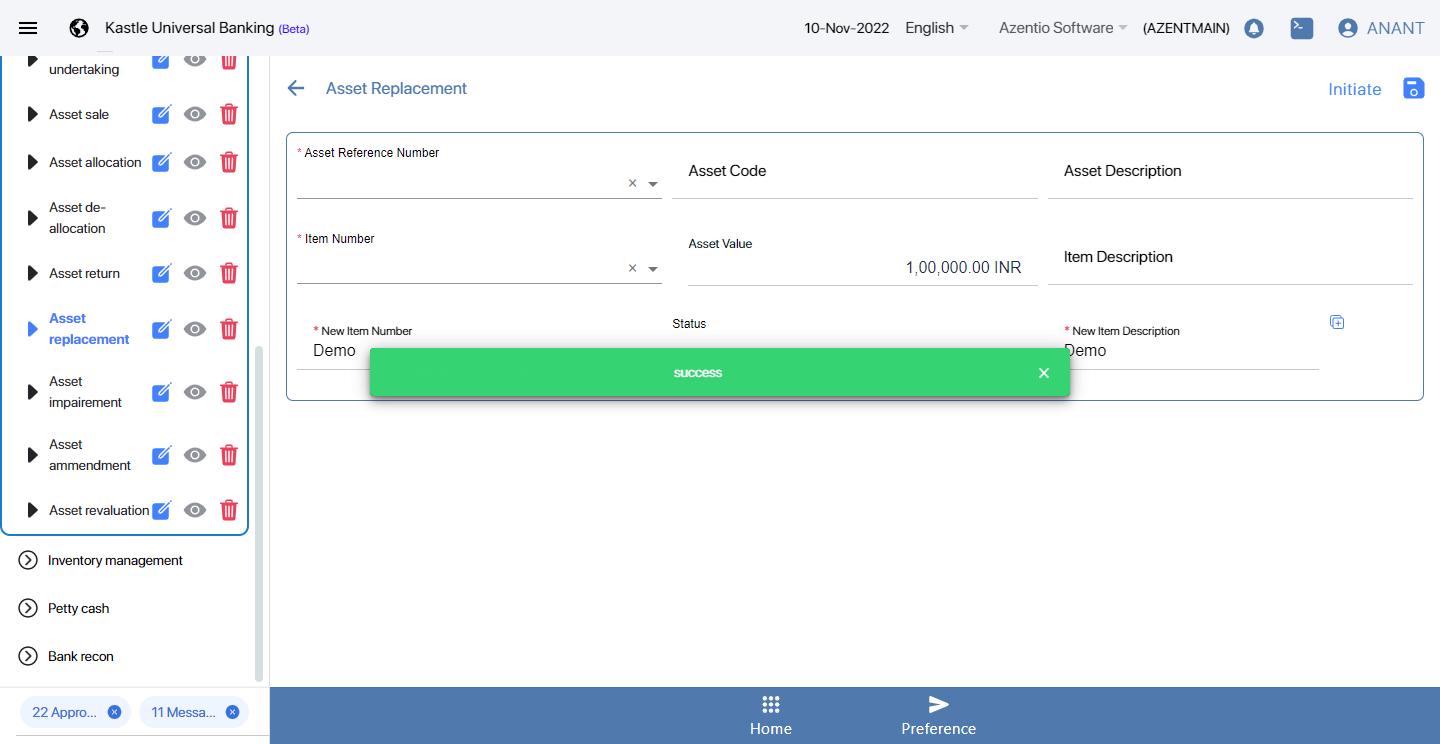 Kastle Universal Banking (Beta)
10-Nov-2022
English
Azentio Software
(AZENTMAIN)
ANANT
undertaking
Asset sale
Asset allocation
Asset de-
allocation
Asset return
Asset
replacement
Asset
impairement
Asset
ammendment
Asset revaluation
Inventory management
Petty cash
Bank recon
22 Appro...
11 Messa...
Asset Replacement
Initiate
* Asset Reference Number
Asset Code
Asset Description
* Item Number
Asset Value
1,00,000.00 INR
Item Description
* New Item Number
Demo
Status
* New Item Description
Demo
success
Home
Preference